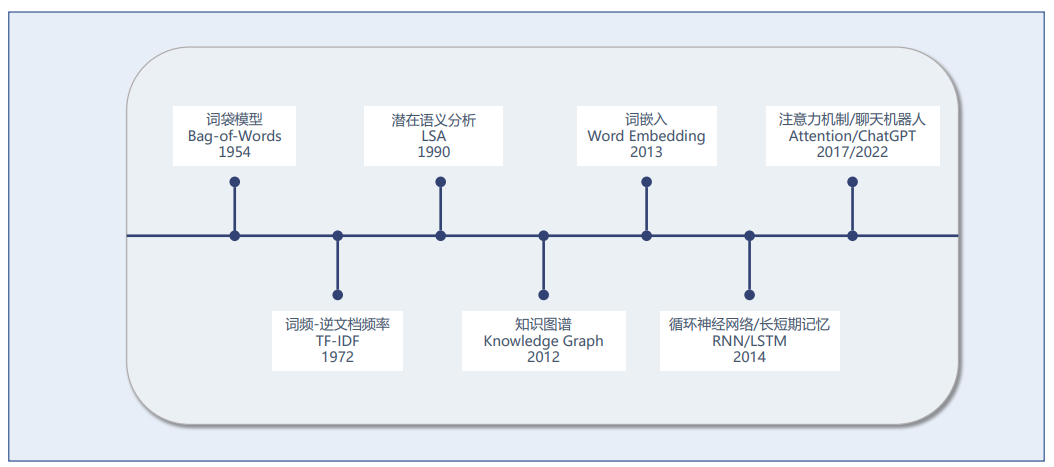 词袋模型
Bag-of-Words
1954
潜在语义分析
LSA
1990
词嵌入
Word Embedding
2013
注意力机制/聊天机器人
Attention/ChatGPT
2017/2022
词频-逆文档频率
TF-IDF
1972
知识图谱
Knowledge Graph
2012
循环神经网络/长短期记忆
RNN/LSTM
2014